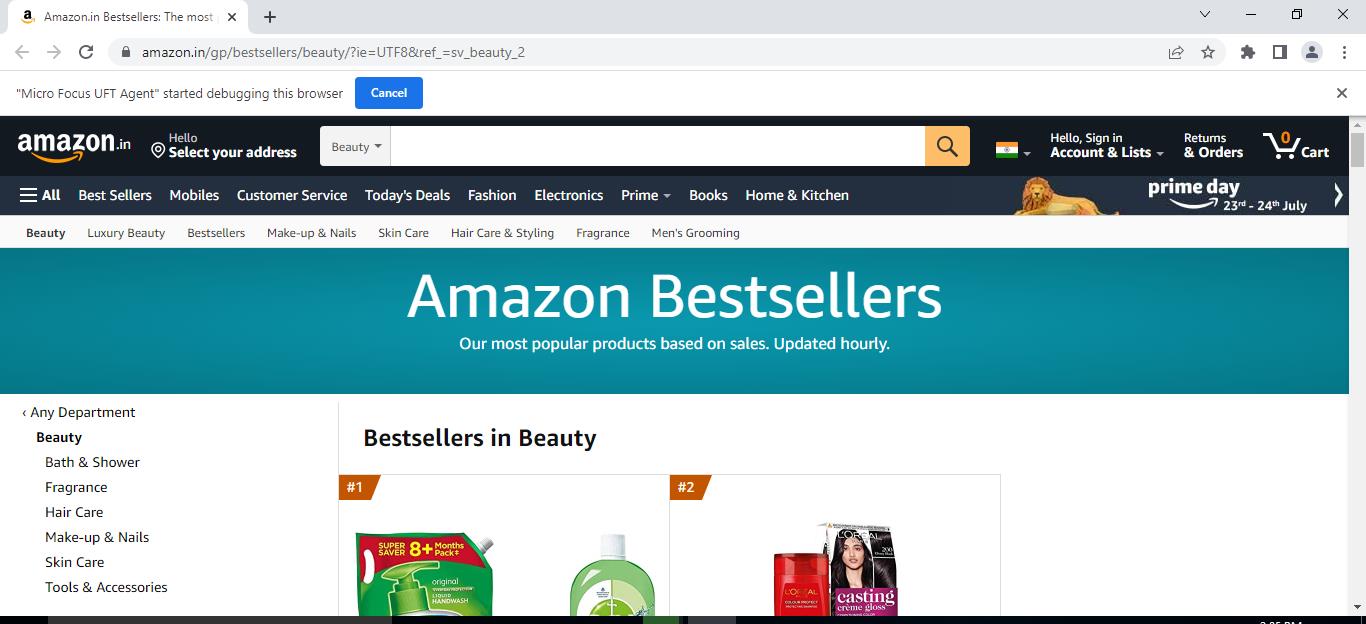 Amazon.in Bestsellers: The most
amazon.in/gp/bestsellers/beauty/?ie=UTF8&ref_=sv_beauty_2
"Micro Focus UFT Agent" started debugging this browser
Cancel
amazon.in
Hello
Select your address
Beauty
Hello, Sign in
Account & Lists
Returns
& Orders
0
Cart
All
Best Sellers
Mobiles
Customer Service
Today's Deals
Fashion
Electronics
Prime
Books
Home & Kitchen
prime day
23rd - 24th July
Beauty
Luxury Beauty
Bestsellers
Make-up & Nails
Skin Care
Hair Care & Styling
Fragrance
Men's Grooming
Amazon Bestsellers
Our most popular products based on sales. Updated hourly.
‹ Any Department
Beauty
Bath & Shower
Fragrance
Hair Care
Make-up & Nails
Skin Care
Tools & Accessories
Bestsellers in Beauty
#1
SUPER SAVER 8+ Months Pack‡
original
LIQUID
HANDWASH
#2
L'OREAL
L'OREAL
casting
crème gloss